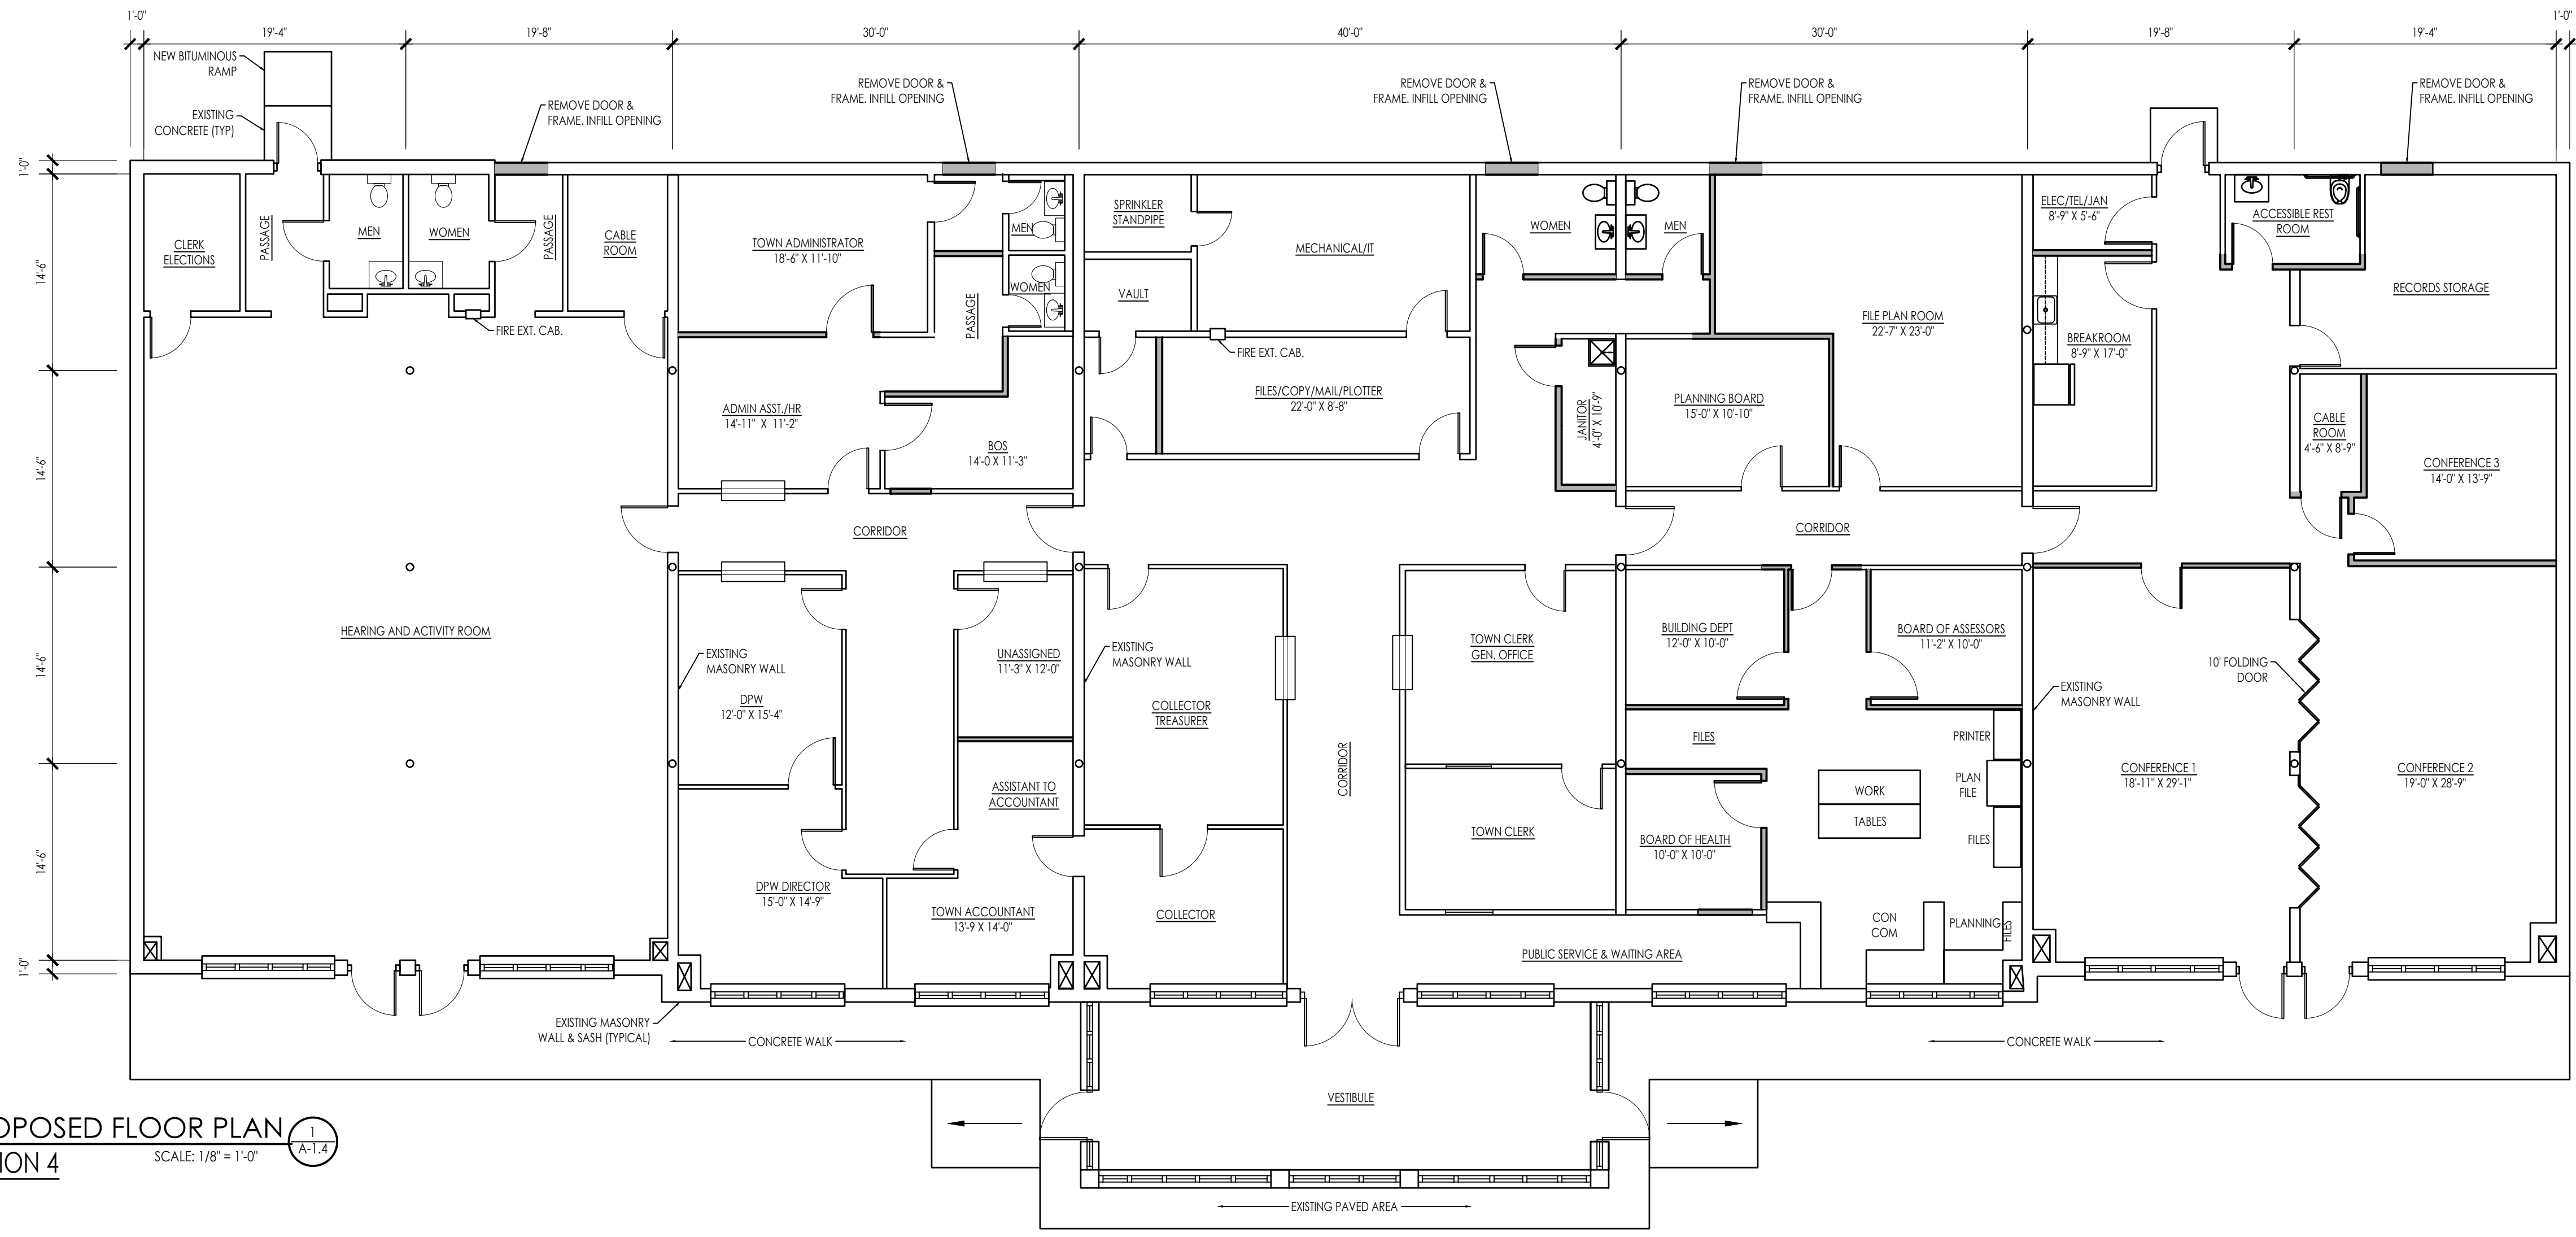 1'-0"
19'-4"
19'-8"
30'-0"
40'-0"
30'-0"
19'-8"
19'-4"
1'-0"
NEW BITUMINOUS
RAMP
EXISTING
CONCRETE (TYP)
REMOVE DOOR &
FRAME. INFILL OPENING
REMOVE DOOR &
FRAME. INFILL OPENING
REMOVE DOOR &
FRAME. INFILL OPENING
REMOVE DOOR &
FRAME. INFILL OPENING
REMOVE DOOR &
FRAME. INFILL OPENING
1'-0"
14'-6"
14'-6"
14'-6"
14'-6"
1'-0"
CLERK
ELECTIONS
PASSAGE
MEN
WOMEN
PASSAGE
CABLE
ROOM
FIRE EXT. CAB.
HEARING AND ACTIVITY ROOM
TOWN ADMINISTRATOR
18'-6" X 11'-10"
MEN
WOMEN
PASSAGE
ADMIN ASST./HR
14'-11" X 11'-2"
BOS
14'-0 X 11'-3"
CORRIDOR
EXISTING
MASONRY WALL
DPW
12'-0" X 15'-4"
UNASSIGNED
11'-3" X 12'-0"
ASSISTANT TO
ACCOUNTANT
DPW DIRECTOR
15'-0" X 14'-9"
TOWN ACCOUNTANT
13'-9 X 14'-0"
SPRINKLER
STANDPIPE
MECHANICAL/IT
VAULT
FIRE EXT. CAB.
FILES/COPY/MAIL/PLOTTER
22'-0" X 8'-8"
WOMEN
MEN
JANITOR
4'-0" X 10'-9"
EXISTING
MASONRY WALL
COLLECTOR
TREASURER
COLLECTOR
CORRIDOR
TOWN CLERK
GEN. OFFICE
TOWN CLERK
PUBLIC SERVICE & WAITING AREA
FILE PLAN ROOM
22'-7" X 23'-0"
PLANNING BOARD
15'-0" X 10'-10"
CORRIDOR
BUILDING DEPT
12'-0" X 10'-0"
BOARD OF ASSESSORS
11'-2" X 10'-0"
FILES
PRINTER
PLAN
FILE
FILES
WORK
TABLES
BOARD OF HEALTH
10'-0" X 10'-0"
CON
COM
PLANNING
FILES
ELEC/TEL/JAN
8'-9" X 5'-6"
BREAKROOM
8'-9" X 17'-0"
ACCESSIBLE REST
ROOM
RECORDS STORAGE
CABLE
ROOM
4'-6" X 8'-9"
CONFERENCE 3
14'-0" X 13'-9"
10' FOLDING
DOOR
EXISTING
MASONRY WALL
CONFERENCE 1
18'-11" X 29'-1"
CONFERENCE 2
19'-0" X 28'-9"
EXISTING MASONRY
WALL & SASH (TYPICAL)
CONCRETE WALK
CONCRETE WALK
VESTIBULE
EXISTING PAVED AREA
OPOSED FLOOR PLAN
1
A-1.4
ION 4
SCALE: 1/8" = 1'-0"